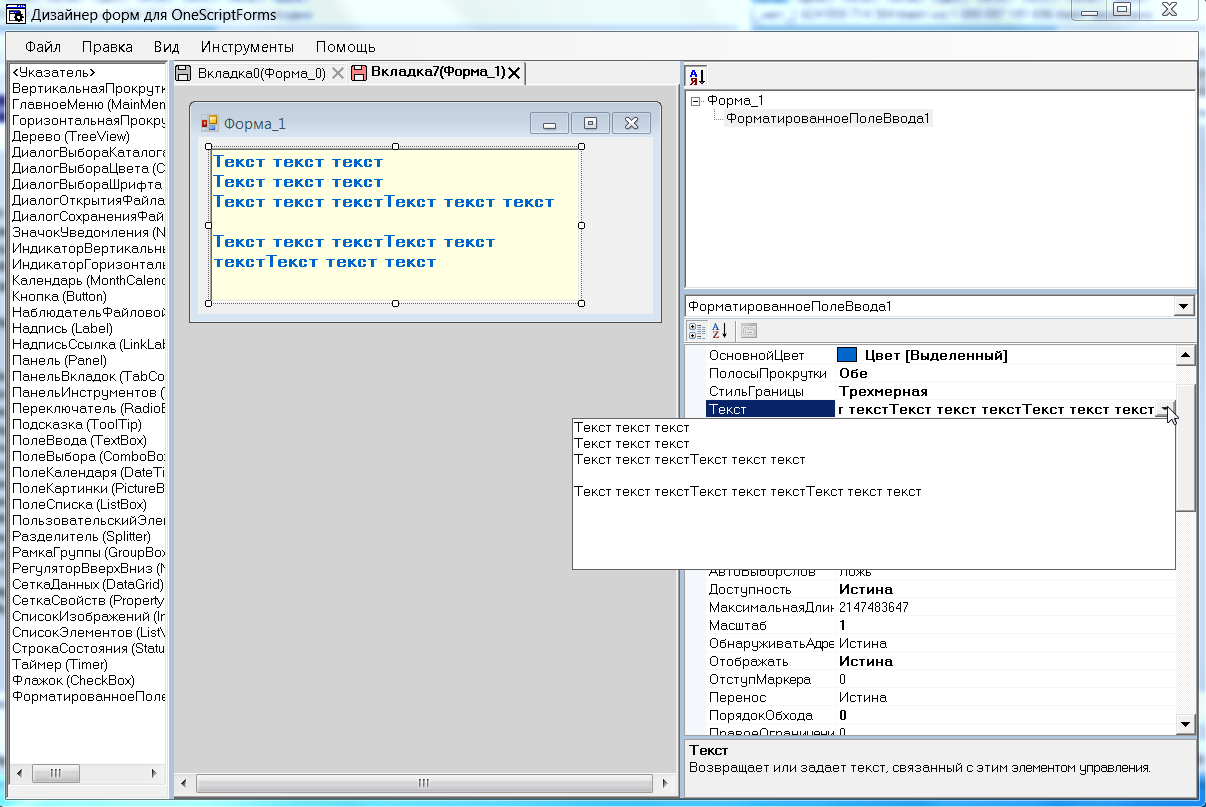 Дизайнер форм для OneScriptForms
Файл Правка Вид Инструменты Помощь
<Указатель>
ВертикальнаяПрокрутк
ГлавноеМеню (MainMen
ГоризонтальнаяПрокру
Дерево (TreeView)
ДиалогВыбораКаталога
ДиалогВыбораЦвета (C
ДиалогВыбораШрифта
ДиалогОткрытияФайла
ДиалогСохраненияФай
ЗначокУведомления (N
ИндикаторВертикальнь
ИндикаторГоризонталь
Календарь (MonthCalend
Кнопка (Button)
НаблюдательФайловой
Надпись (Label)
НадписьСсылка (LinkLab
Панель (Panel)
ПанельВкладок (TabCo
ПанельИнструментов (
Переключатель (RadioB
Подсказка (ToolTip)
ПолеВвода (TextBox)
ПолеВыбора (ComboBo
ПолеКалендаря (DateTi
ПолеКартинки (PictureB
ПолеСписка (ListBox)
ПользовательскийЭле
Разделитель (Splitter)
РамкаГруппы (GroupBo
РегуляторВверхВниз (N
СеткаДанных (DataGrid)
СеткаСвойств (Property
СписокИзображений (Ir
СписокЭлементов (List
СтрокаСостояния (Statu
Таймер (Timer)
Флажок (CheckBox)
ФорматированноеПоле
Вкладка0(Форма_0) Вкладка7(Форма_1)
Форма_1
Текст текст текст
Текст текст текст
Текст текст текстТекст текст текст
Текст текст текстТекст текст
текстТекст текст текст
Форма_1
ФорматированноеПолеВвода1
ФорматированноеПолеВвода1
ОсновнойЦвет Цвет [Выделенный]
ПолосыПрокрутки Обе
СтильГраницы Трехмерная
Текст т текстТекст текст текстТекст текст текст
Текст текст текст
Текст текст текст
Текст текст текстТекст текст текст
Текст текст текстТекст текст текстТекст текст текст
АвтоВыборСлов Ложь
Доступность Истина
МаксимальнаяДлин 2147483647
Масштаб 1
ОбнаруживатьАдре Истина
Отображать Истина
ОтступМаркера 0
Перенос Истина
ПорядокОбхода 0
ПравоеОграничени 0
Текст
Возвращает или задает текст, связанный с этим элементом управления.